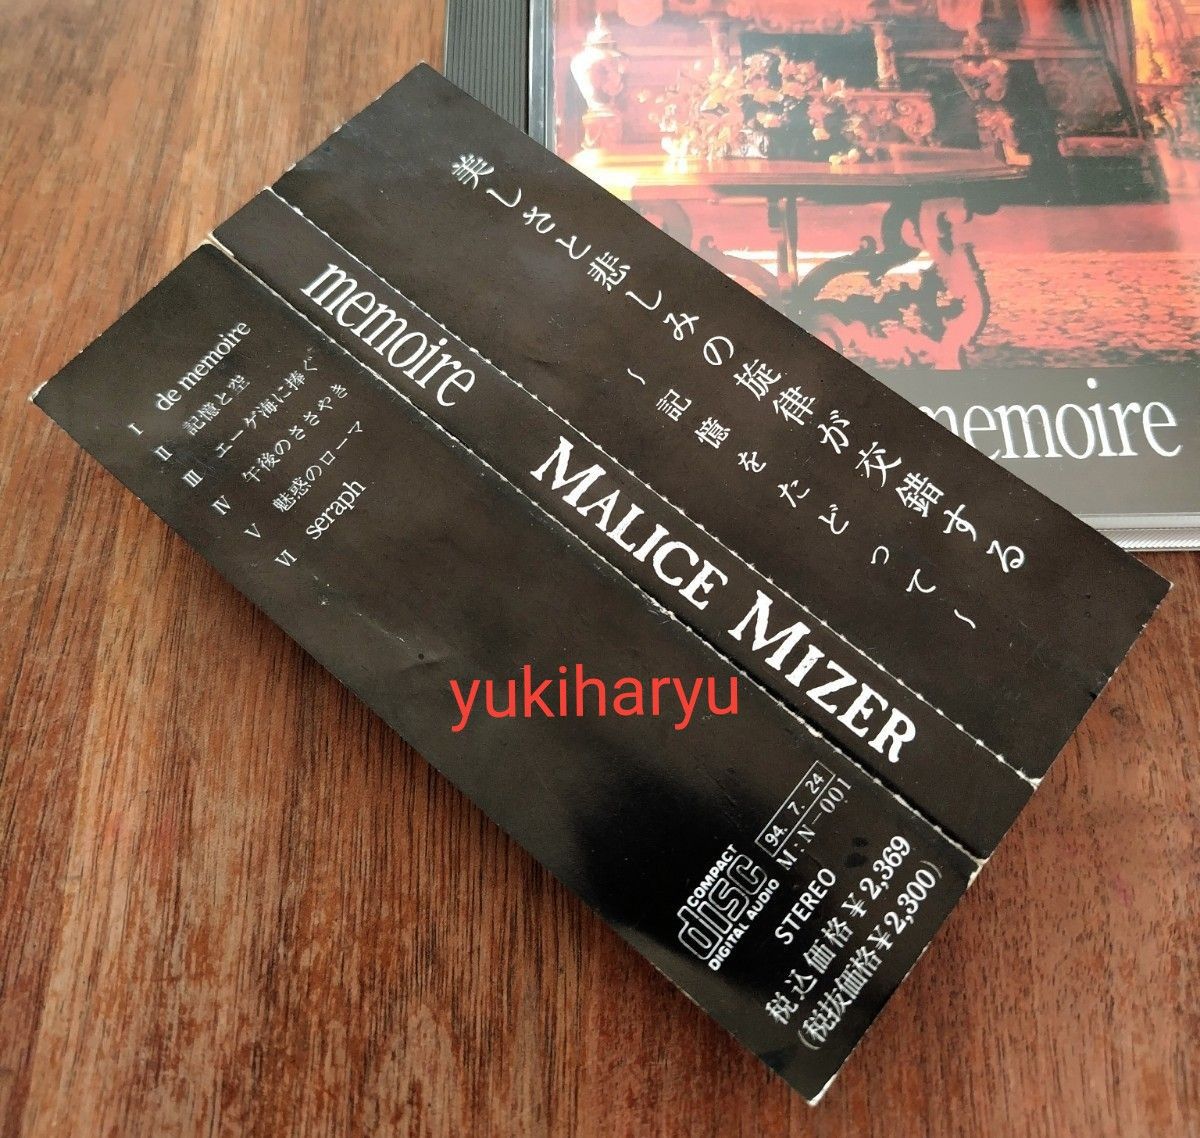 美しさと悲しみの旋律が交錯する
～記憶をたどって～
memoire
MALICE MIZER
I de memoire
II 記憶と空
III エーゲ海に捧ぐ
IV 午後のささやき
V 魅惑のローマ
VI seraph
COMPACT
disc
DIGITAL AUDIO
94. 7. 24
M:N-001
STEREO
税込価格¥2,369
(税抜価格¥2,300)
memoire
yukiharyu